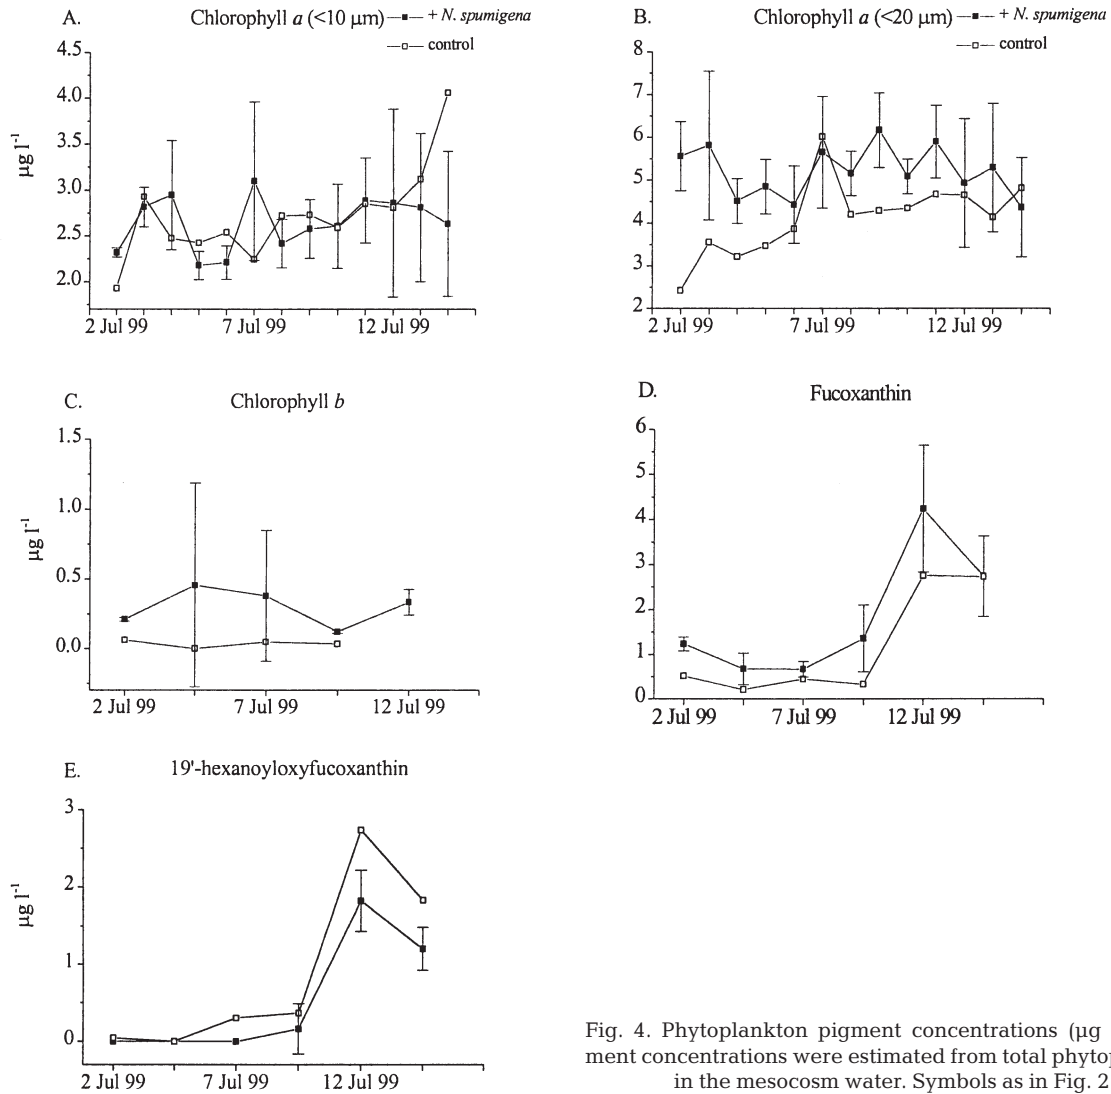 A. Chlorophyll a (<10 µm) + N. spumigena
control
4.5
4.0
3.5
3.0
2.5
2.0
µg l-1
2 Jul 99 7 Jul 99 12 Jul 99
B. Chlorophyll a (<20 µm) + N. spumigena
control
8
7
6
5
4
3
2
2 Jul 99 7 Jul 99 12 Jul 99
C. Chlorophyll b
1.5
1.0
0.5
0.0
µg l-1
2 Jul 99 7 Jul 99 12 Jul 99
D. Fucoxanthin
6
5
4
3
2
1
0
2 Jul 99 7 Jul 99 12 Jul 99
E. 19'-hexanoyloxyfucoxanthin
3
2
1
0
µg l-1
2 Jul 99 7 Jul 99 12 Jul 99
Fig. 4. Phytoplankton pigment concentrations (µg
ment concentrations were estimated from total phytop
in the mesocosm water. Symbols as in Fig. 2